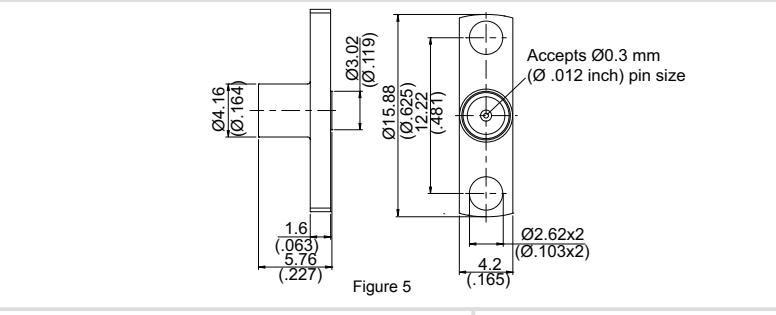 Ø4.16
(Ø.164)
Ø3.02
(Ø.119)
1.6
(.063)
5.76
(.227)
Ø15.88
(Ø.625)
12.22
(.481)
Accepts Ø0.3 mm
(Ø .012 inch) pin size
Ø2.62x2
(Ø.103x2)
4.2
(.165)
Figure 5